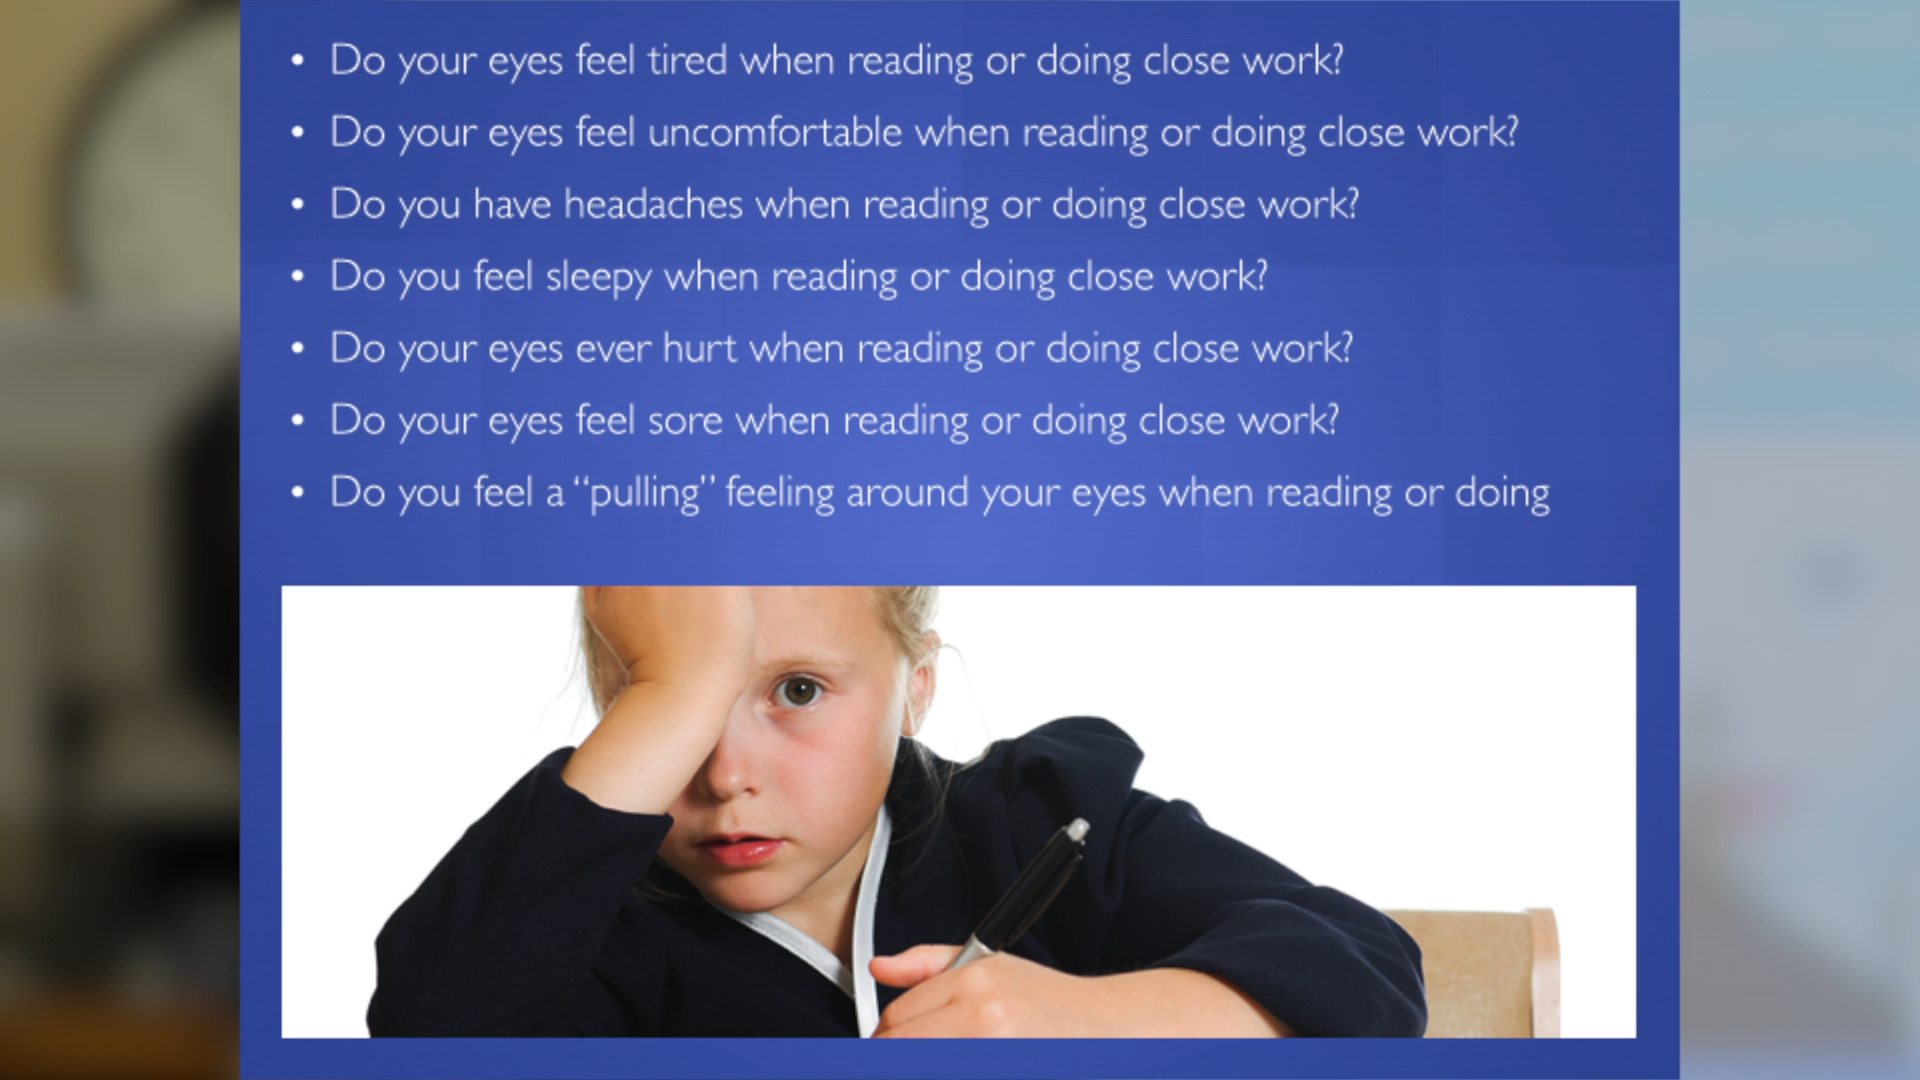 • Do your eyes feel tired when reading or doing close work?
• Do your eyes feel uncomfortable when reading or doing close work?
• Do you have headaches when reading or doing close work?
• Do you feel sleepy when reading or doing close work?
• Do your eyes ever hurt when reading or doing close work?
• Do your eyes feel sore when reading or doing close work?
• Do you feel a “pulling” feeling around your eyes when reading or doing